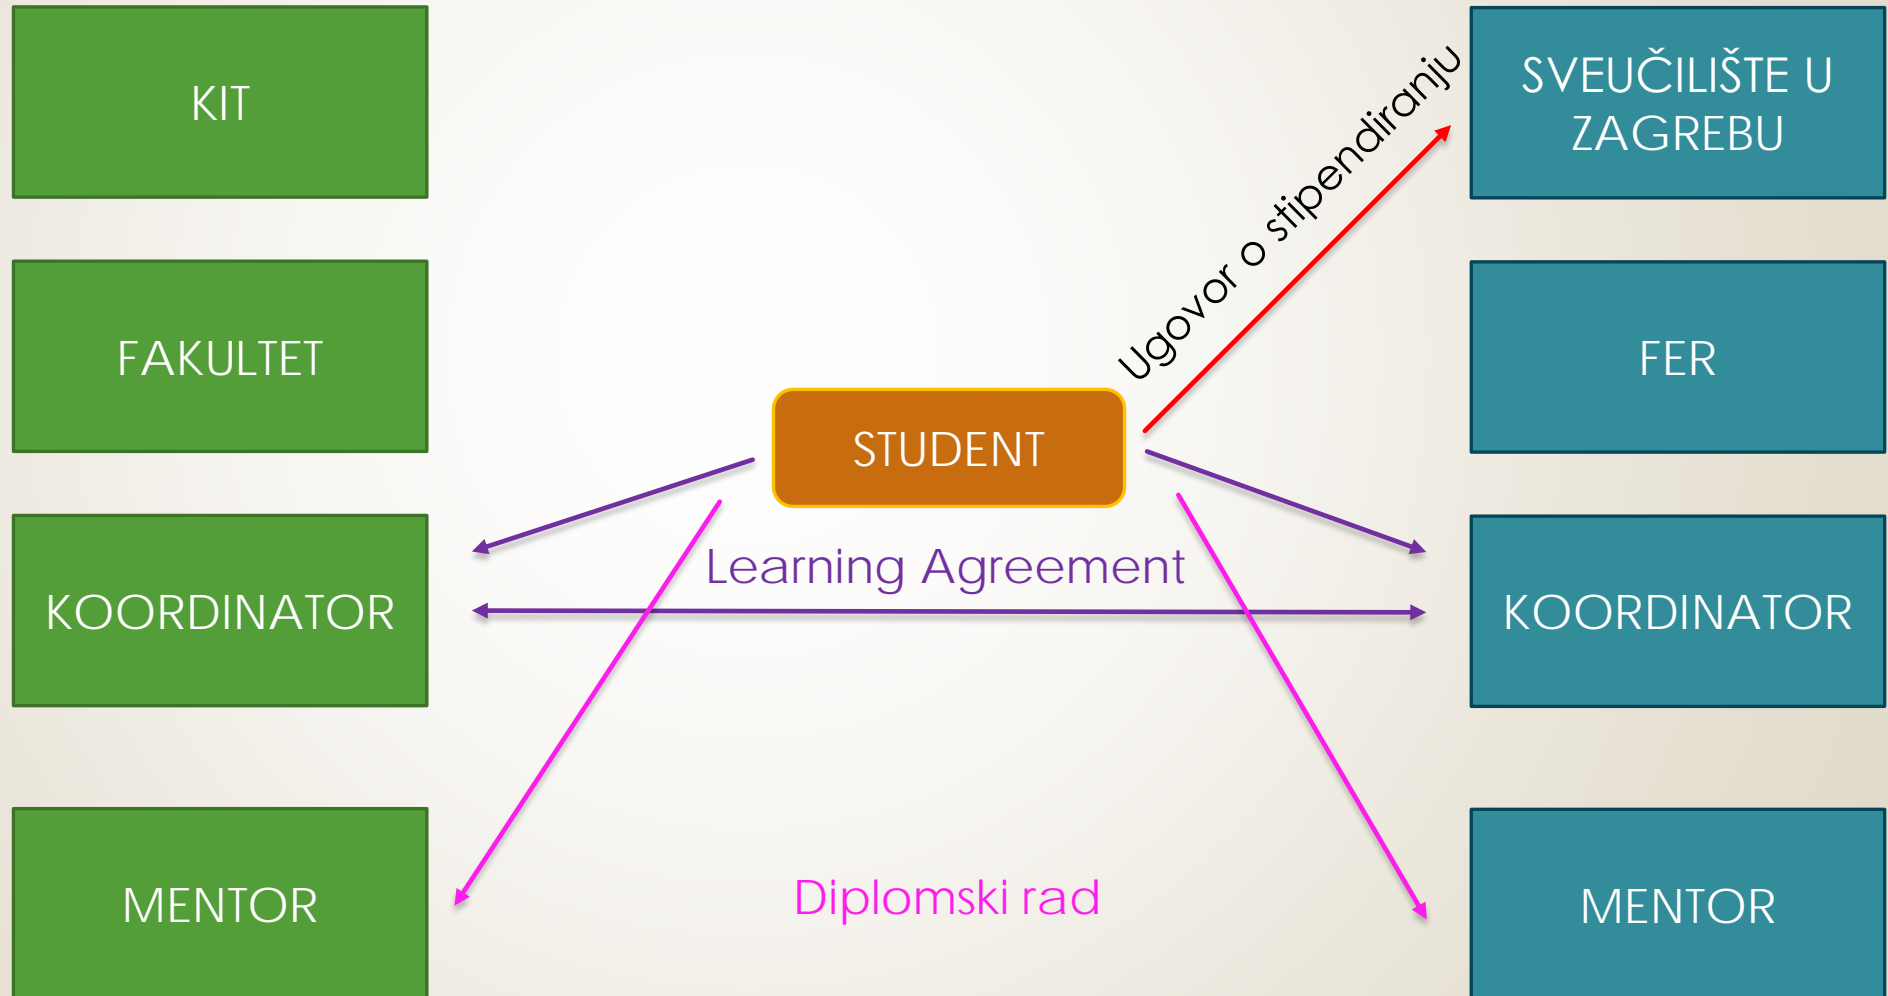 KIT
SVEUČILIŠTE U
ZAGREBU
Ugovor o stipendiranju
FAKULTET
FER
STUDENT
Learning Agreement
KOORDINATOR
KOORDINATOR
MENTOR
Diplomski rad
MENTOR